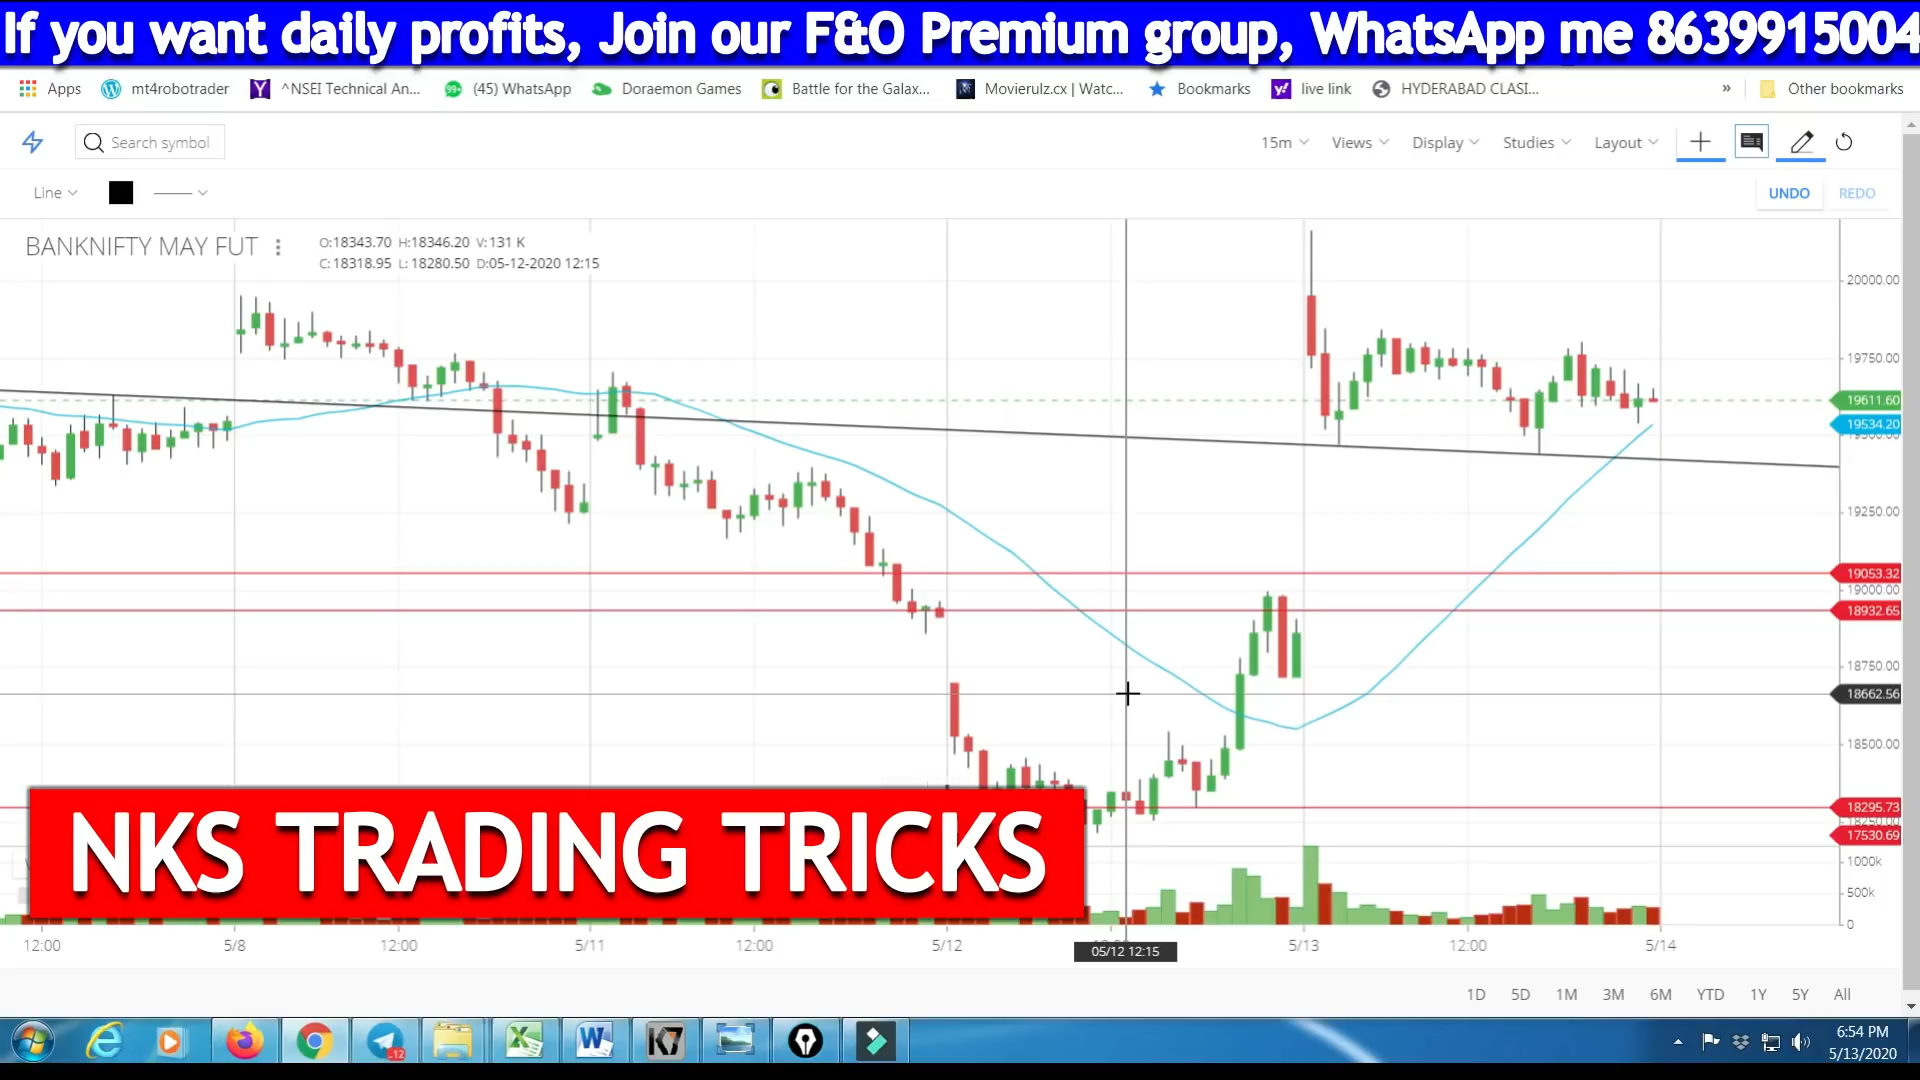 If you want daily profits, Join our F&O Premium group, WhatsApp me 8639915004
Apps mt4robotrader ^NSEI Technical An... (45) WhatsApp Doraemon Games Battle for the Galax... Movierulz.cx | Watc... Bookmarks live link HYDERABAD CLASI... » Other bookmarks
Search symbol 15m Views Display Studies Layout
Line UNDO REDO
BANKNIFTY MAY FUT
O:18343.70 H:18346.20 V:131 K
C:18318.95 L:18280.50 D:05-12-2020 12:15
20000.00
19750.00
19611.60
19534.20
19500.00
19250.00
19053.32
19000.00
18932.65
18750.00
18662.56
18500.00
18295.73
18250.00
17530.69
1000k
500k
0
NKS TRADING TRICKS
12:00 5/8 12:00 5/11 12:00 5/12 5/13 12:00 5/14
05/12 12:15
1D 5D 1M 3M 6M YTD 1Y 5Y All
12
K7
6:54 PM
5/13/2020